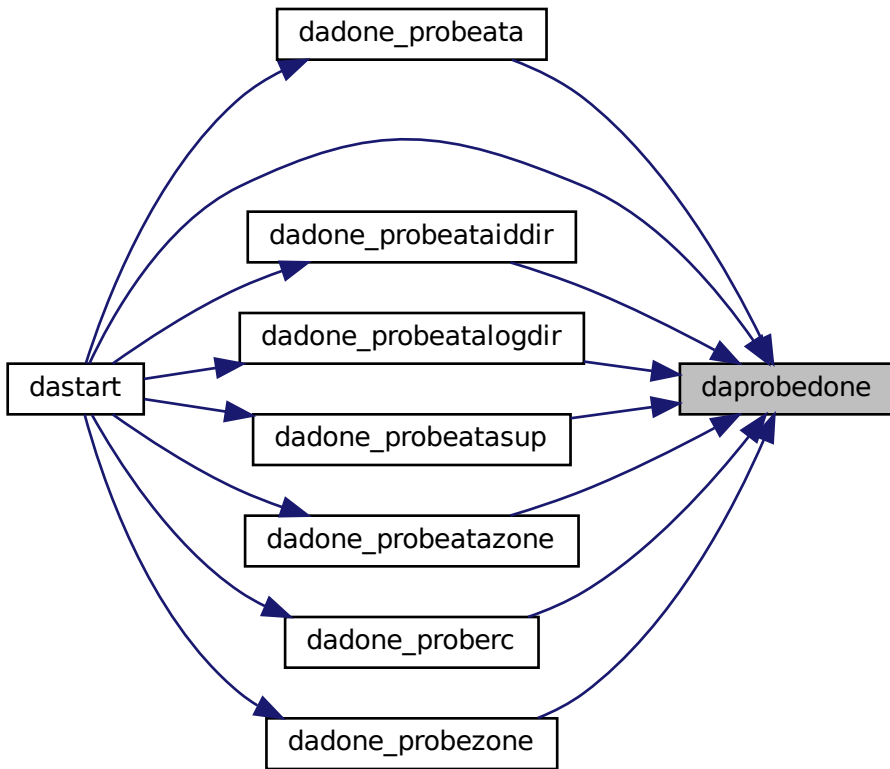 dadone_probeata
dadone_probeataiddir
dadone_probeatalogdir
dastart
daprobedone
dadone_probeatasup
dadone_probeatazone
dadone_proberc
dadone_probezone